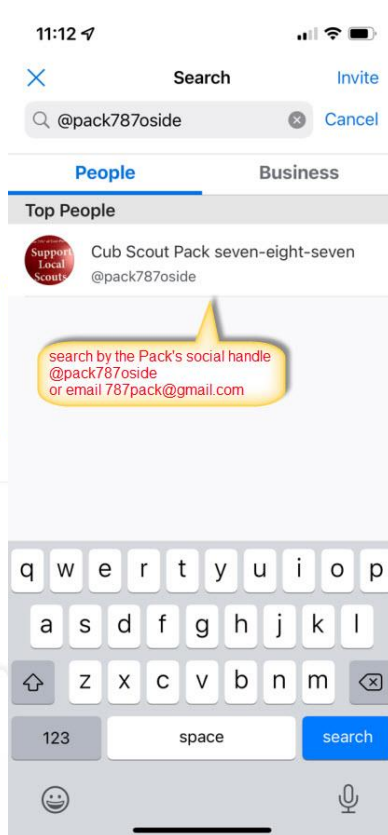 11:12
Search
Invite
@pack787oside
Cancel
People
Business
Top People
Support
Local
Scouts
Cub Scout Pack seven-eight-seven
@pack787oside
search by the Pack's social handle
@pack787oside
or email 787pack@gmail.com
q w e r t y u i o p
a s d f g h j k l
z x c v b n m
123
space
search